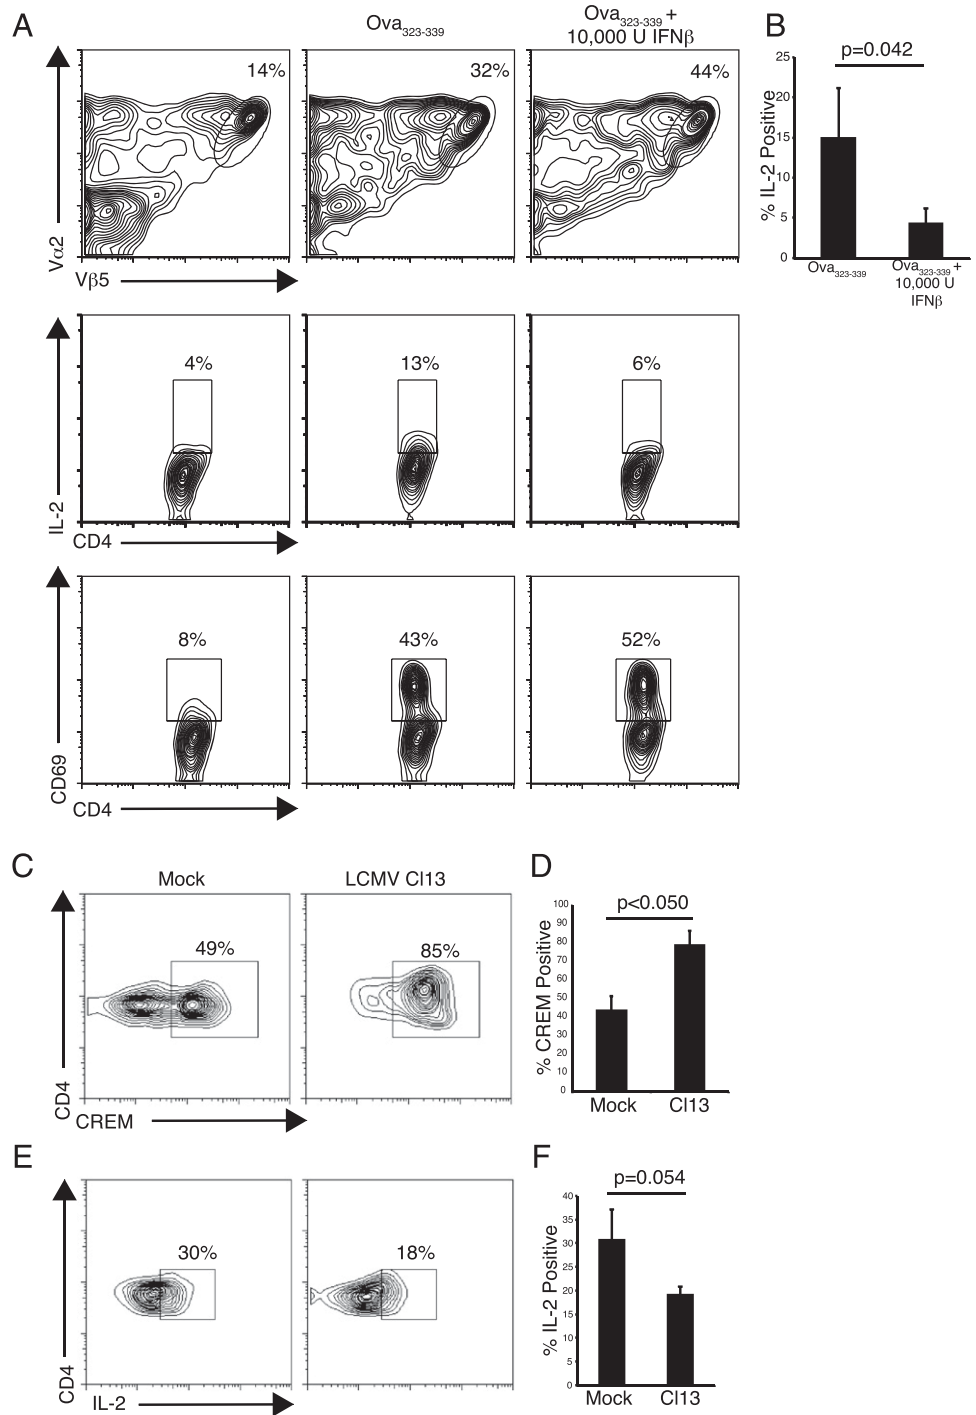 A
Ova323-339
Ova323-339 +
10,000 U IFNβ
Vα2
14%
32%
44%
Vβ5
IL-2
4%
13%
6%
CD4
CD69
8%
43%
52%
CD4
B
p=0.042
% IL-2 Positive
25
20
15
10
5
0
Ova323-339
Ova323-339 +
10,000 U
IFNβ
C
Mock
LCMV Cl13
CD4
49%
85%
CREM
D
p<0.050
% CREM Positive
100
90
80
70
60
50
40
30
20
10
0
Mock
Cl13
E
CD4
30%
18%
IL-2
F
p=0.054
% IL-2 Positive
40
35
30
25
20
15
10
5
0
Mock
Cl13